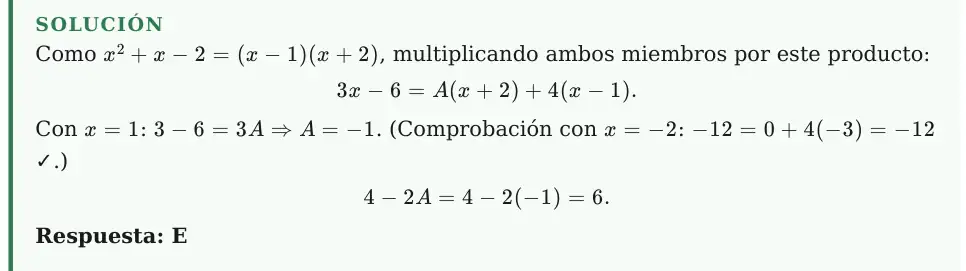 SOLUCIÓN
Como x² + x − 2 = (x − 1)(x + 2), multiplicando ambos miembros por este producto:
3x − 6 = A(x + 2) + 4(x − 1).
Con x = 1: 3 − 6 = 3A ⇒ A = −1. (Comprobación con x = −2: −12 = 0 + 4(−3) = −12
✓.)
4 − 2A = 4 − 2(−1) = 6.
Respuesta: E